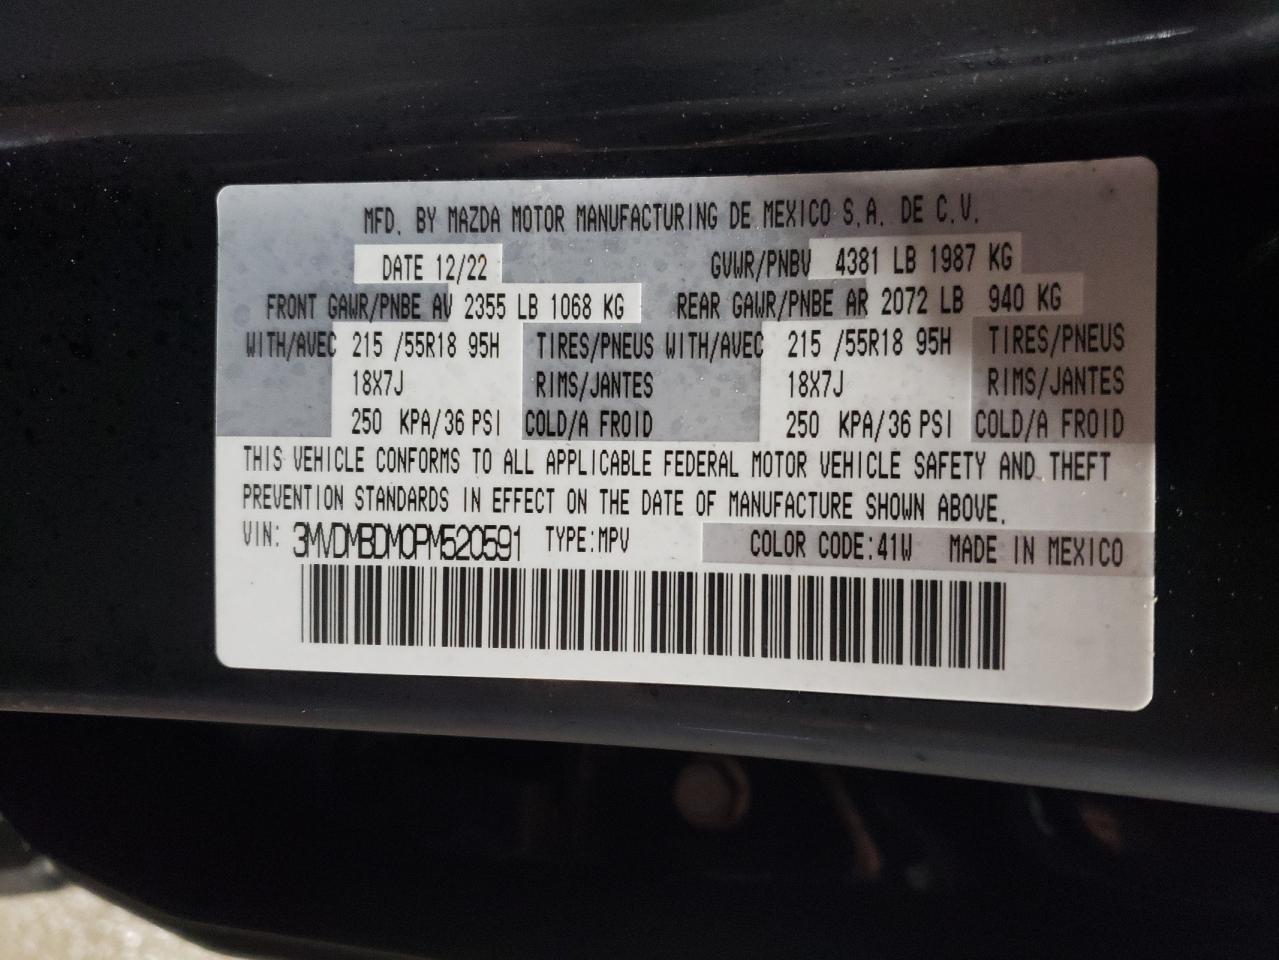 MFD. BY MAZDA MOTOR MANUFACTURING DE MEXICO S.A. DE C.V.
DATE 12/22 GVWR/PNBV 4381 LB 1987 KG
FRONT GAWR/PNBE AV 2355 LB 1068 KG REAR GAWR/PNBE AR 2072 LB 940 KG
WITH/AVEC 215 /55R18 95H TIRES/PNEUS WITH/AVEC 215 /55R18 95H TIRES/PNEUS
18X7J RIMS/JANTES 18X7J RIMS/JANTES
250 KPA/36 PSI COLD/A FROID 250 KPA/36 PSI COLD/A FROID
THIS VEHICLE CONFORMS TO ALL APPLICABLE FEDERAL MOTOR VEHICLE SAFETY AND THEFT
PREVENTION STANDARDS IN EFFECT ON THE DATE OF MANUFACTURE SHOWN ABOVE.
VIN: 3MVDMBDM0PM520591 TYPE:MPV COLOR CODE:41W MADE IN MEXICO